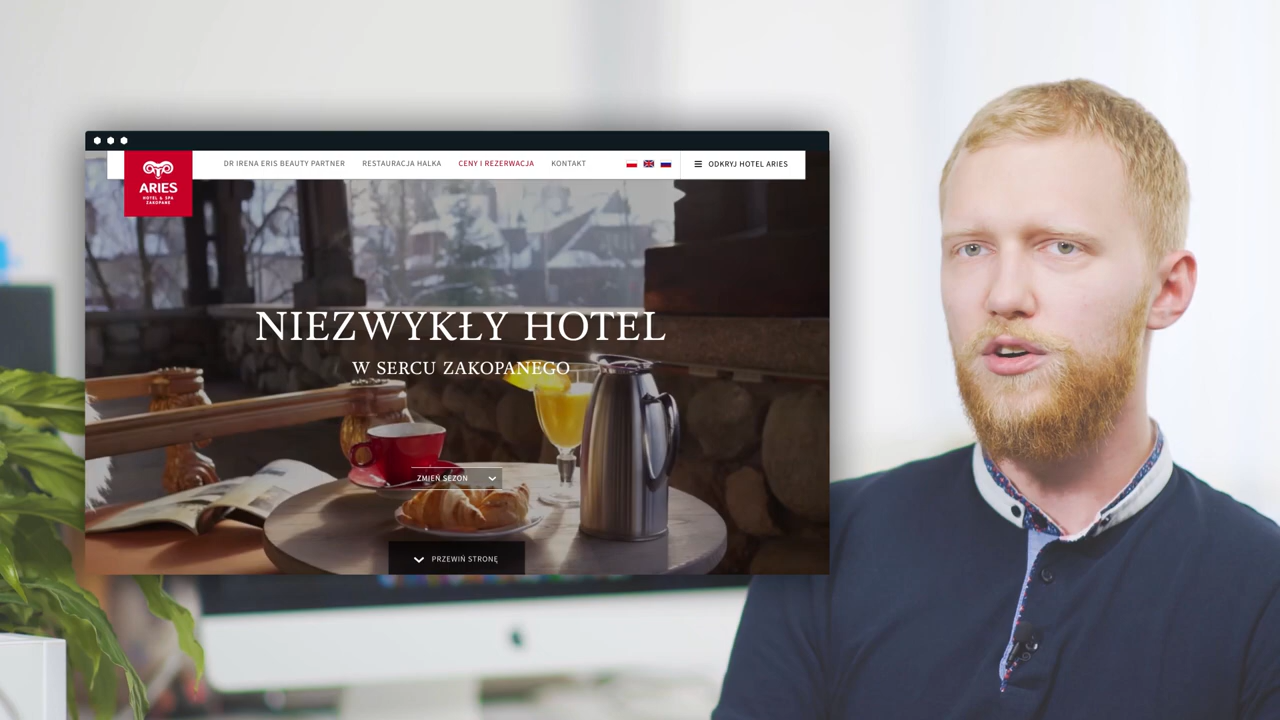 ARIES
HOTEL & SPA
ZAKOPANE
DR IRENA ERIS BEAUTY PARTNER
RESTAURACJA HALKA
CENY I REZERWACJA
KONTAKT
ODKRYJ HOTEL ARIES
NIEZWYKŁY HOTEL
W SERCU ZAKOPANEGO
ZMIEŃ SEZON
PRZEWIŃ STRONĘ